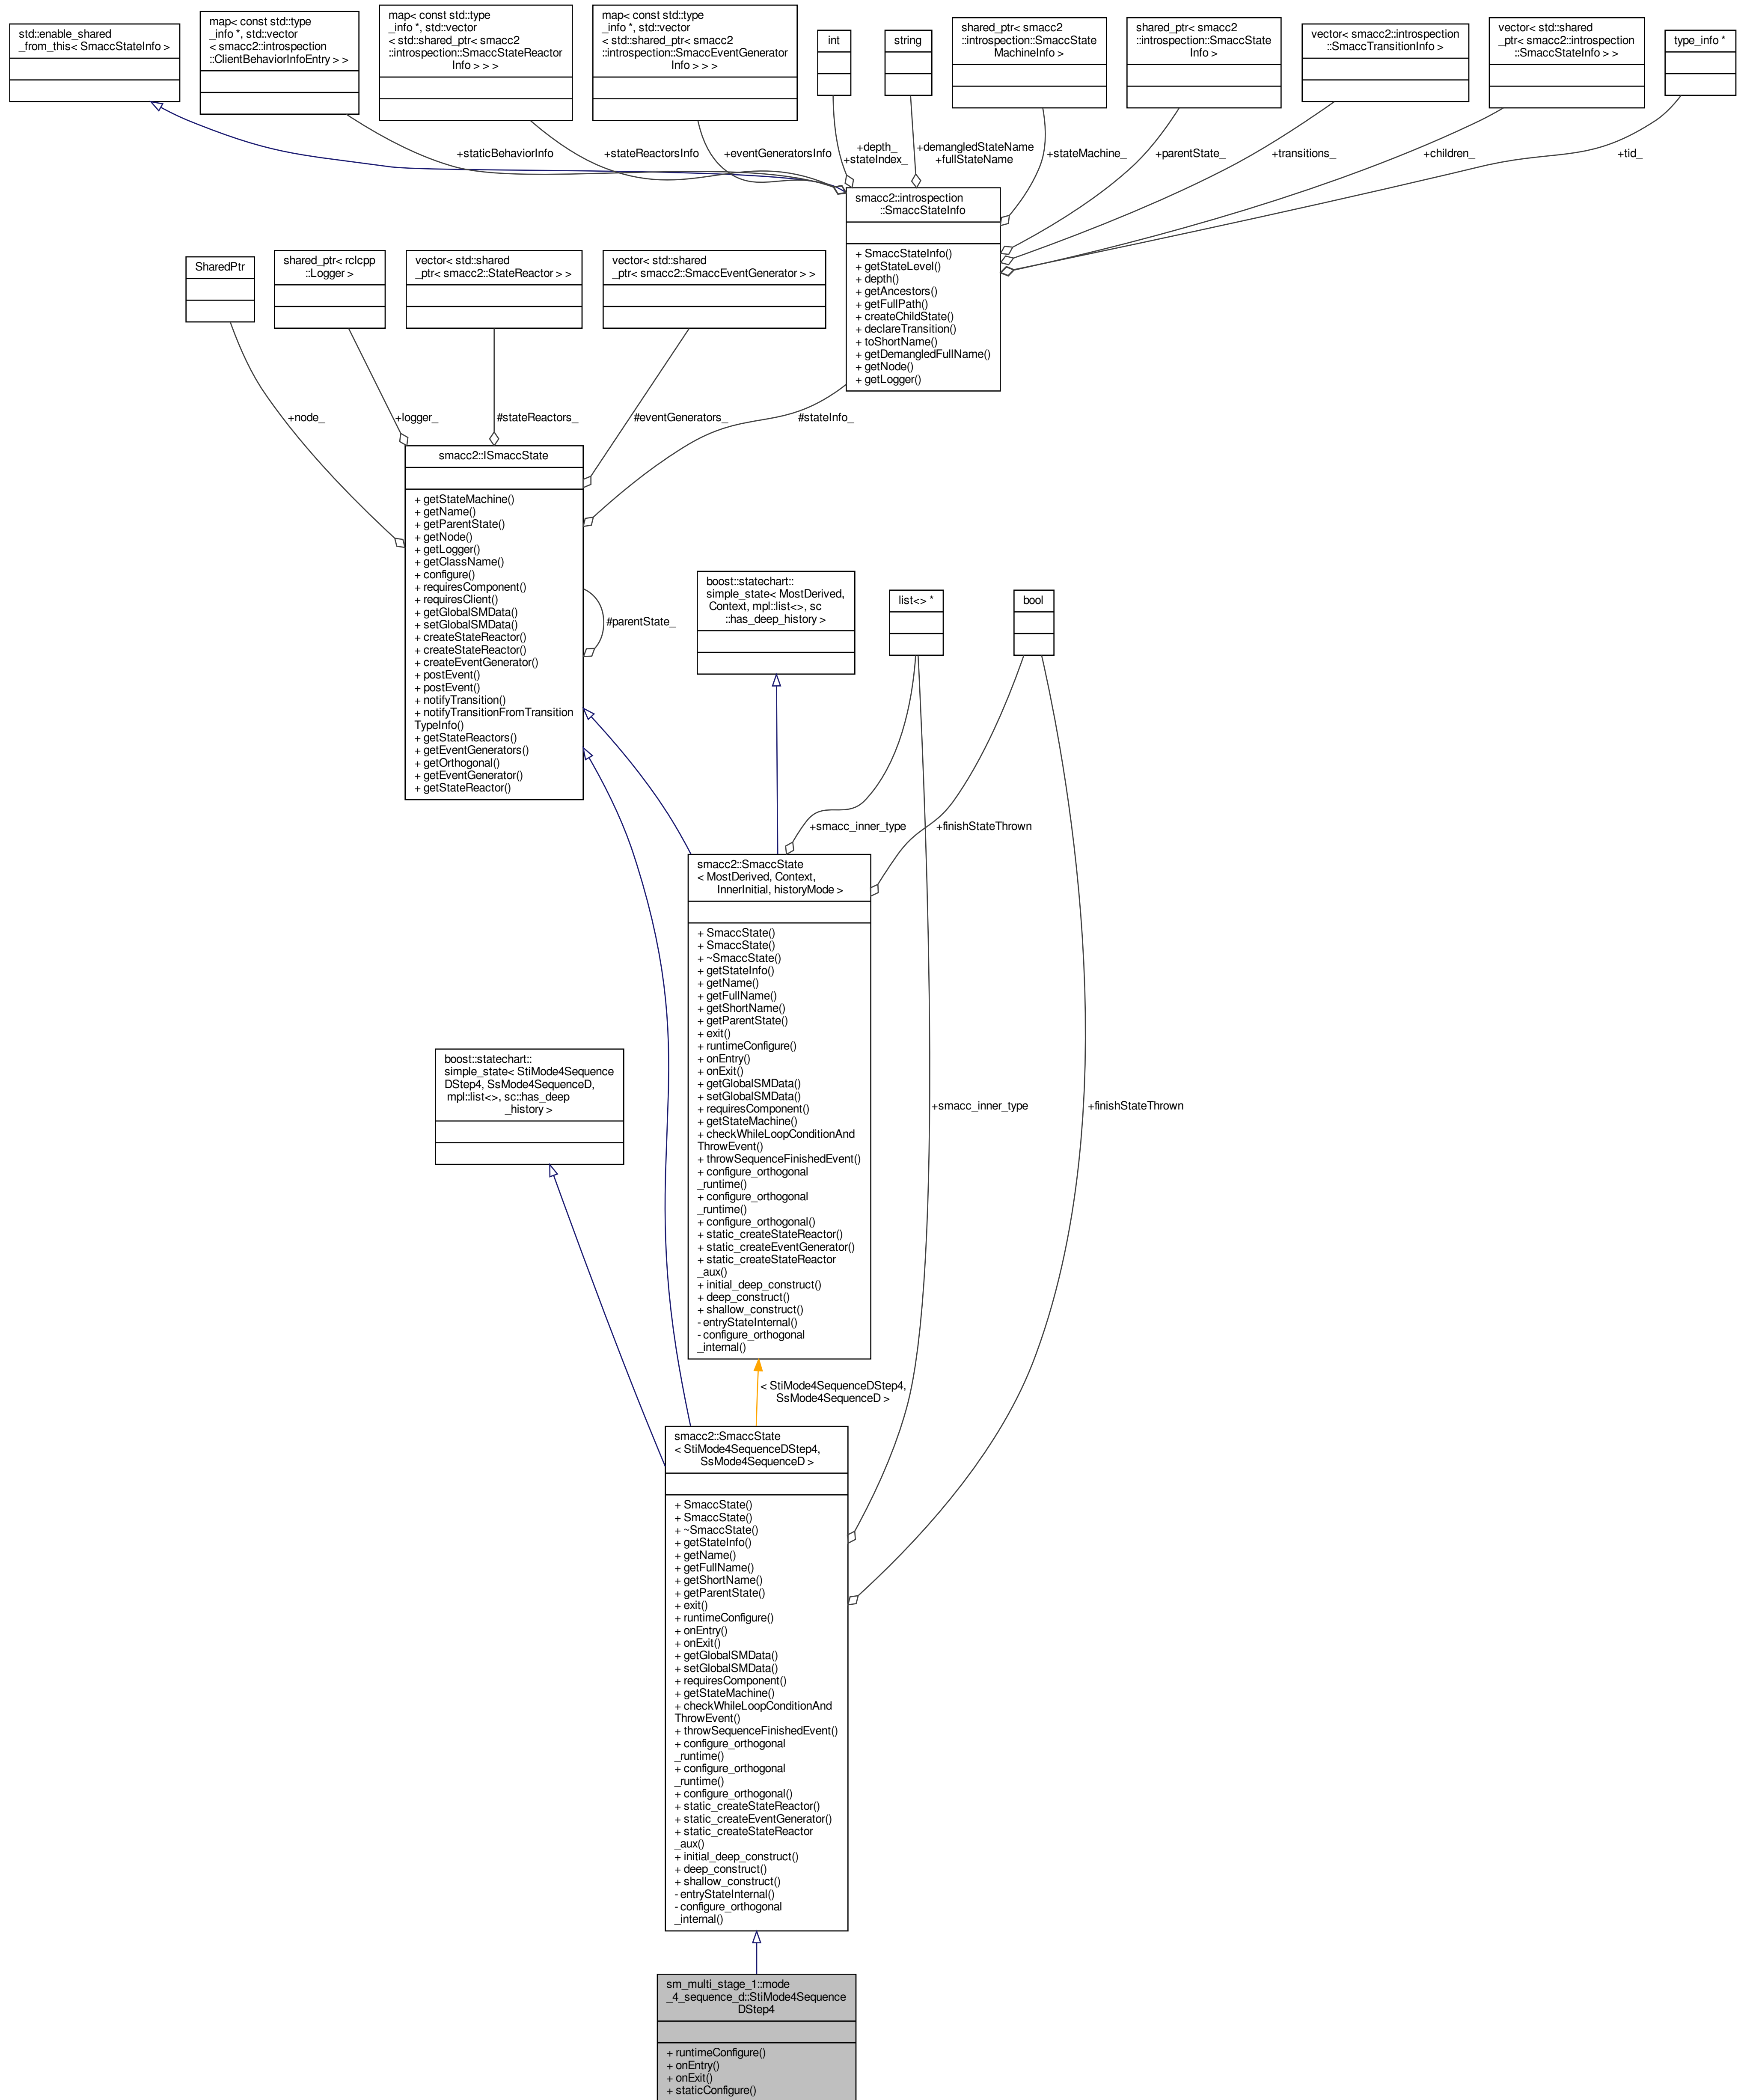 std::enable_shared
_from_this< SmaccStateInfo >
map< const std::type
_info *, std::vector
< smacc2::introspection
::ClientBehaviorInfoEntry > >
map< const std::type
_info *, std::vector
< std::shared_ptr< smacc2
::introspection::SmaccStateReactor
Info > > >
map< const std::type
_info *, std::vector
< std::shared_ptr< smacc2
::introspection::SmaccEventGenerator
Info > > >
int
string
shared_ptr< smacc2
::introspection::SmaccState
MachineInfo >
shared_ptr< smacc2
::introspection::SmaccState
Info >
vector< smacc2::introspection
::SmaccTransitionInfo >
vector< std::shared
_ptr< smacc2::introspection
::SmaccStateInfo > >
type_info *
+staticBehaviorInfo
+stateReactorsInfo
+eventGeneratorsInfo
+depth_
+stateIndex_
+demangledStateName
+fullStateName
+stateMachine_
+parentState_
+transitions_
+children_
+tid_
smacc2::introspection
::SmaccStateInfo
+ SmaccStateInfo()
+ getStateLevel()
+ depth()
+ getAncestors()
+ getFullPath()
+ createChildState()
+ declareTransition()
+ toShortName()
+ getDemangledFullName()
+ getNode()
+ getLogger()
SharedPtr
shared_ptr< rclcpp
::Logger >
vector< std::shared
_ptr< smacc2::StateReactor > >
vector< std::shared
_ptr< smacc2::SmaccEventGenerator > >
+node_
+logger_
#stateReactors_
#eventGenerators_
#stateInfo_
smacc2::ISmaccState
+ getStateMachine()
+ getName()
+ getParentState()
+ getNode()
+ getLogger()
+ getClassName()
+ configure()
+ requiresComponent()
+ requiresClient()
+ getGlobalSMData()
+ setGlobalSMData()
+ createStateReactor()
+ createStateReactor()
+ createEventGenerator()
+ postEvent()
+ postEvent()
+ notifyTransition()
+ notifyTransitionFromTransition
TypeInfo()
+ getStateReactors()
+ getEventGenerators()
+ getOrthogonal()
+ getEventGenerator()
+ getStateReactor()
#parentState_
boost::statechart::
simple_state< MostDerived,
Context, mpl::list<>, sc
::has_deep_history >
list<> *
bool
+smacc_inner_type
+finishStateThrown
smacc2::SmaccState
< MostDerived, Context,
InnerInitial, historyMode >
+ SmaccState()
+ SmaccState()
+ ~SmaccState()
+ getStateInfo()
+ getName()
+ getFullName()
+ getShortName()
+ getParentState()
+ exit()
+ runtimeConfigure()
+ onEntry()
+ onExit()
+ getGlobalSMData()
+ setGlobalSMData()
+ requiresComponent()
+ getStateMachine()
+ checkWhileLoopConditionAnd
ThrowEvent()
+ throwSequenceFinishedEvent()
+ configure_orthogonal
_runtime()
+ configure_orthogonal
_runtime()
+ configure_orthogonal()
+ static_createStateReactor()
+ static_createEventGenerator()
+ static_createStateReactor
_aux()
+ initial_deep_construct()
+ deep_construct()
+ shallow_construct()
- entryStateInternal()
- configure_orthogonal
_internal()
boost::statechart::
simple_state< StiMode4Sequence
DStep4, SsMode4SequenceD,
mpl::list<>, sc::has_deep
_history >
+smacc_inner_type
+finishStateThrown
< StiMode4SequenceDStep4,
SsMode4SequenceD >
smacc2::SmaccState
< StiMode4SequenceDStep4,
SsMode4SequenceD >
+ SmaccState()
+ SmaccState()
+ ~SmaccState()
+ getStateInfo()
+ getName()
+ getFullName()
+ getShortName()
+ getParentState()
+ exit()
+ runtimeConfigure()
+ onEntry()
+ onExit()
+ getGlobalSMData()
+ setGlobalSMData()
+ requiresComponent()
+ getStateMachine()
+ checkWhileLoopConditionAnd
ThrowEvent()
+ throwSequenceFinishedEvent()
+ configure_orthogonal
_runtime()
+ configure_orthogonal
_runtime()
+ configure_orthogonal()
+ static_createStateReactor()
+ static_createEventGenerator()
+ static_createStateReactor
_aux()
+ initial_deep_construct()
+ deep_construct()
+ shallow_construct()
- entryStateInternal()
- configure_orthogonal
_internal()
sm_multi_stage_1::mode
_4_sequence_d::StiMode4Sequence
DStep4
+ runtimeConfigure()
+ onEntry()
+ onExit()
+ staticConfigure()